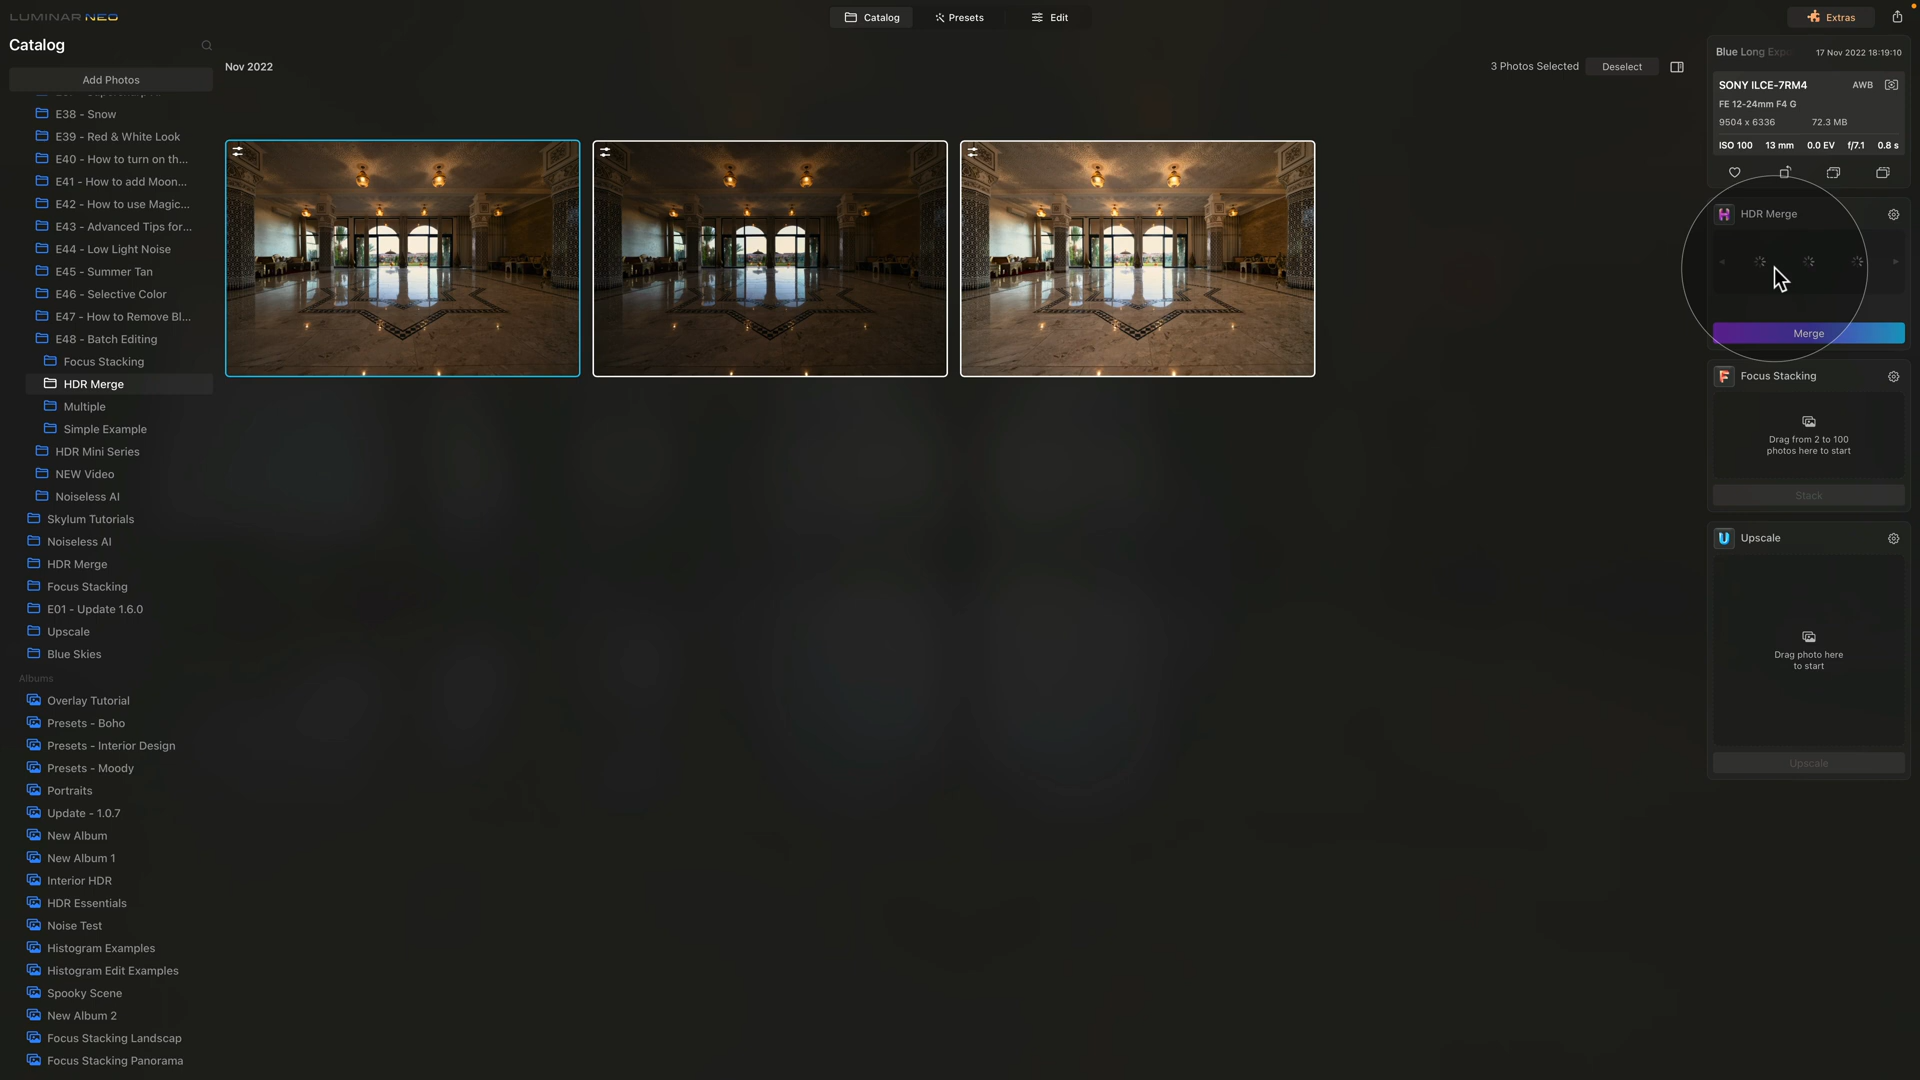 LUMINAR NEO
Catalog
Presets
Edit
Extras
Catalog
Add Photos
E38 - Snow
E39 - Red & White Look
E40 - How to turn on th...
E41 - How to add Moon...
E42 - How to use Magic...
E43 - Advanced Tips for...
E44 - Low Light Noise
E45 - Summer Tan
E46 - Selective Color
E47 - How to Remove Bl...
E48 - Batch Editing
Focus Stacking
HDR Merge
Multiple
Simple Example
HDR Mini Series
NEW Video
Noiseless AI
Skylum Tutorials
Noiseless AI
HDR Merge
Focus Stacking
E01 - Update 1.6.0
Upscale
Blue Skies
Albums
Overlay Tutorial
Presets - Boho
Presets - Interior Design
Presets - Moody
Portraits
Update - 1.0.7
New Album
New Album 1
Interior HDR
HDR Essentials
Noise Test
Histogram Examples
Histogram Edit Examples
Spooky Scene
New Album 2
Focus Stacking Landscap
Focus Stacking Panorama
Nov 2022
3 Photos Selected
Deselect
Blue Long Expo
17 Nov 2022 18:19:10
SONY ILCE-7RM4 AWB
FE 12-24mm F4 G
9504 x 6336 72.3 MB
ISO 100 13 mm 0.0 EV f/7.1 0.8 s
HDR Merge
Merge
Focus Stacking
Drag from 2 to 100
photos here to start
Stack
Upscale
Drag photo here
to start
Upscale